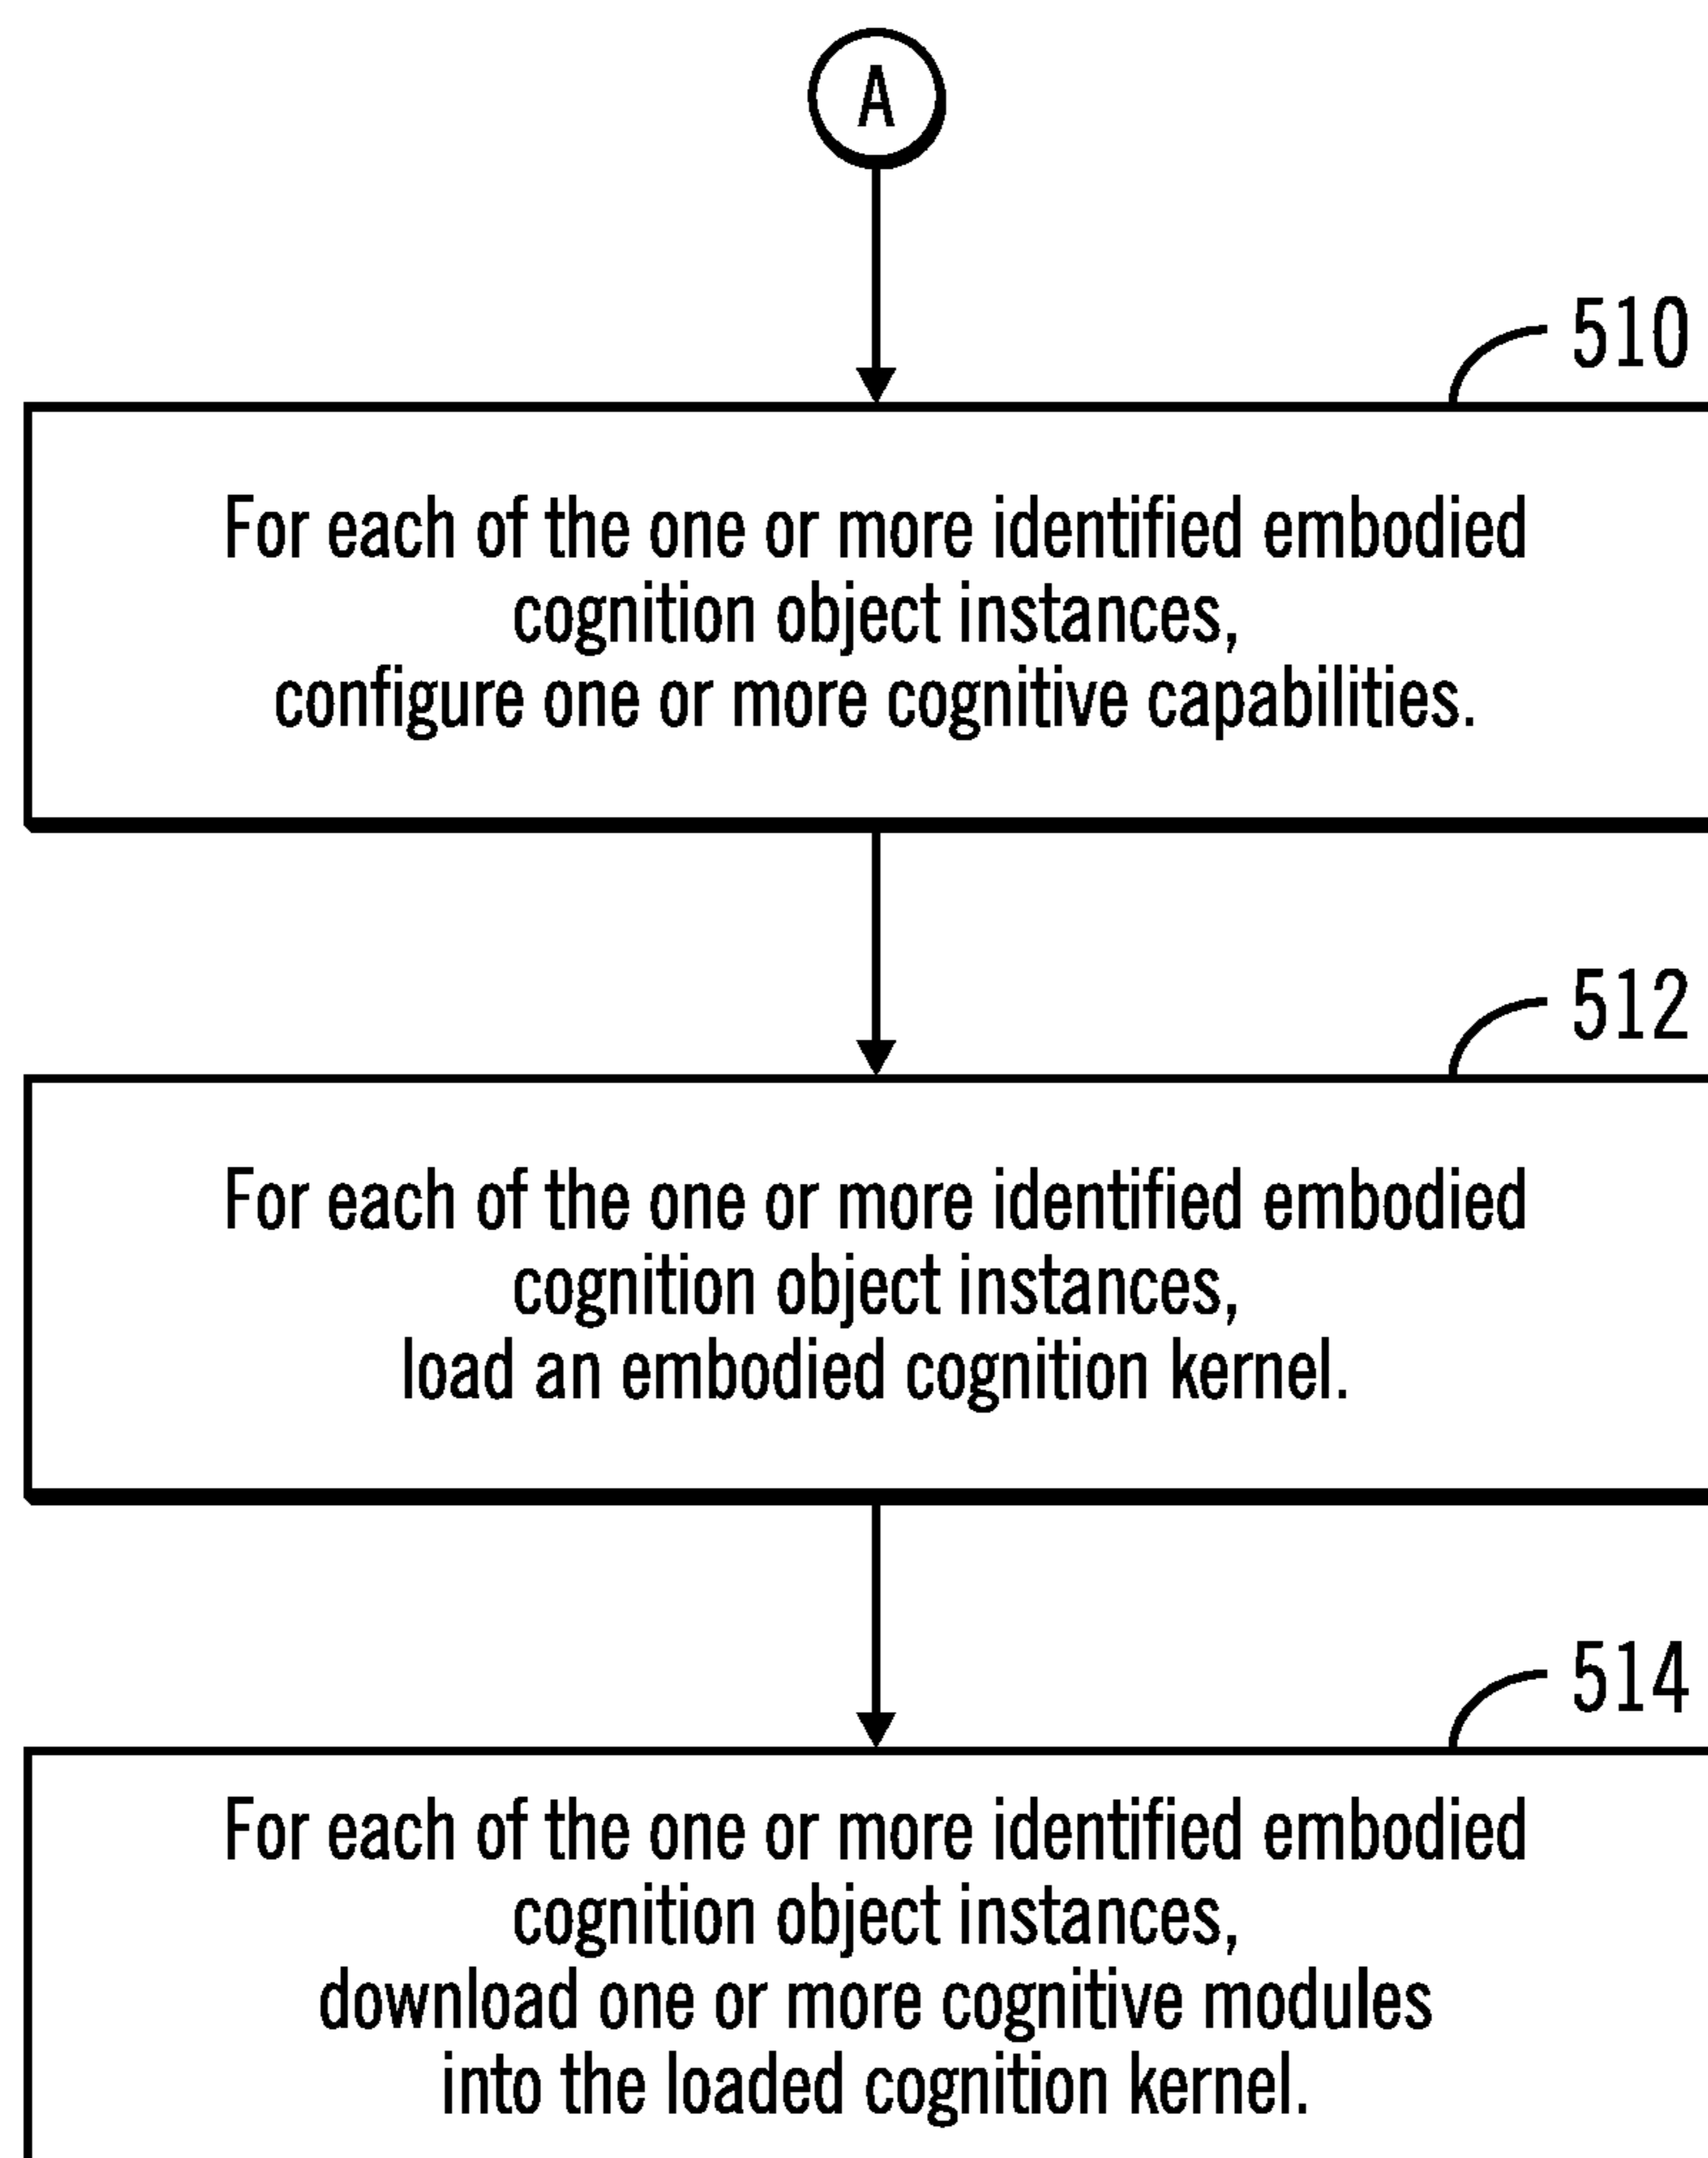 A
510
For each of the one or more identified embodied
cognition object instances,
configure one or more cognitive capabilities.
512
For each of the one or more identified embodied
cognition object instances,
load an embodied cognition kernel.
514
For each of the one or more identified embodied
cognition object instances,
download one or more cognitive modules
into the loaded cognition kernel.